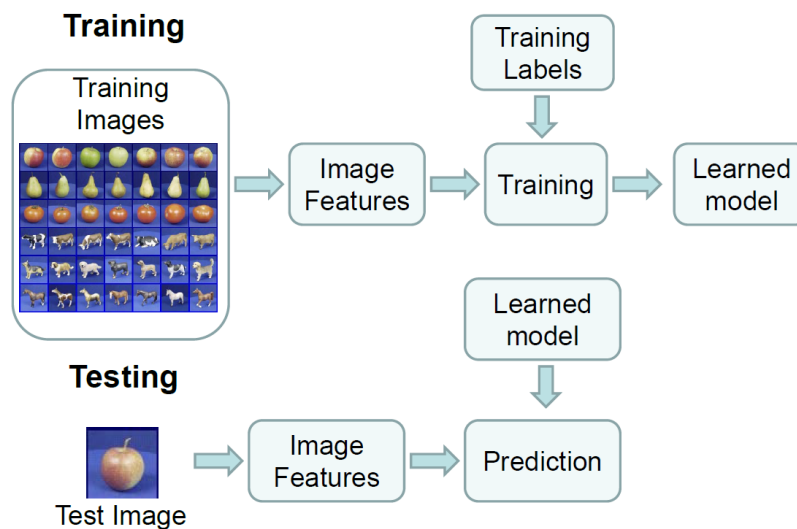 Training
Training
Images
Training
Labels
Image
Features
Training
Learned
model
Learned
model
Testing
Test Image
Image
Features
Prediction